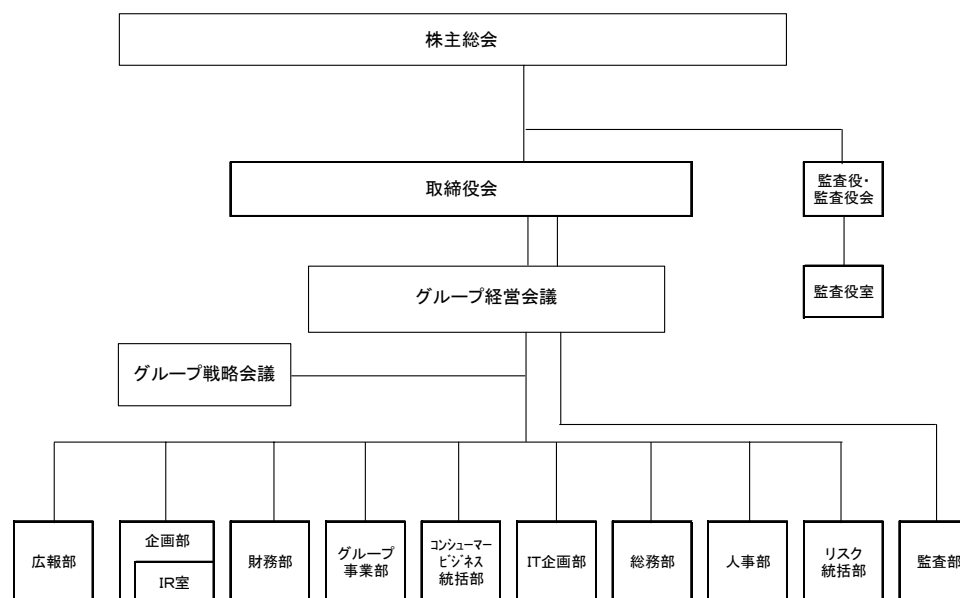 株主総会
取締役会
監査役・
監査役会
グループ経営会議
監査役室
グループ戦略会議
広報部
企画部
IR室
財務部
グループ
事業部
コンシューマー
ビジネス
統括部
IT企画部
総務部
人事部
リスク
統括部
監査部